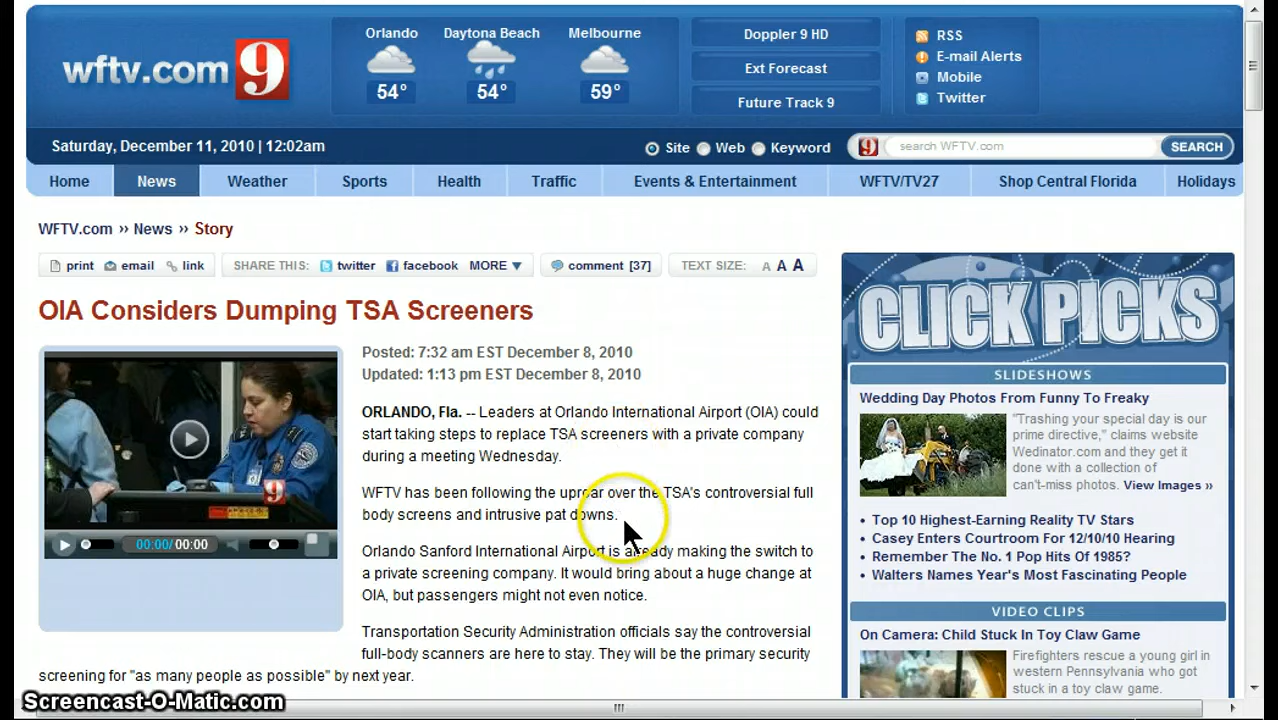 wftv.com 9
Orlando
54°
Daytona Beach
54°
Melbourne
59°
Doppler 9 HD
Ext Forecast
Future Track 9
RSS
E-mail Alerts
Mobile
Twitter
Saturday, December 11, 2010 | 12:02am
Site Web Keyword
9 search WFTV.com SEARCH
Home News Weather Sports Health Traffic Events & Entertainment WFTV/TV27 Shop Central Florida Holidays
WFTV.com ›› News ›› Story
print email link SHARE THIS: twitter facebook MORE comment [37] TEXT SIZE: A A A
OIA Considers Dumping TSA Screeners
9
00:00/00:00
Posted: 7:32 am EST December 8, 2010
Updated: 1:13 pm EST December 8, 2010
ORLANDO, Fla. -- Leaders at Orlando International Airport (OIA) could
start taking steps to replace TSA screeners with a private company
during a meeting Wednesday.
WFTV has been following the uproar over the TSA's controversial full
body screens and intrusive pat downs.
Orlando Sanford International Airport is already making the switch to
a private screening company. It would bring about a huge change at
OIA, but passengers might not even notice.
Transportation Security Administration officials say the controversial
full-body scanners are here to stay. They will be the primary security
screening for "as many people as possible" by next year.
CLICK PICKS
SLIDESHOWS
Wedding Day Photos From Funny To Freaky
"Trashing your special day is our
prime directive," claims website
Wedinator.com and they get it
done with a collection of
can't-miss photos. View Images ››
• Top 10 Highest-Earning Reality TV Stars
• Casey Enters Courtroom For 12/10/10 Hearing
• Remember The No. 1 Pop Hits Of 1985?
• Walters Names Year's Most Fascinating People
VIDEO CLIPS
On Camera: Child Stuck In Toy Claw Game
Firefighters rescue a young girl in
western Pennsylvania who got
stuck in a toy claw game.
Screencast-O-Matic.com